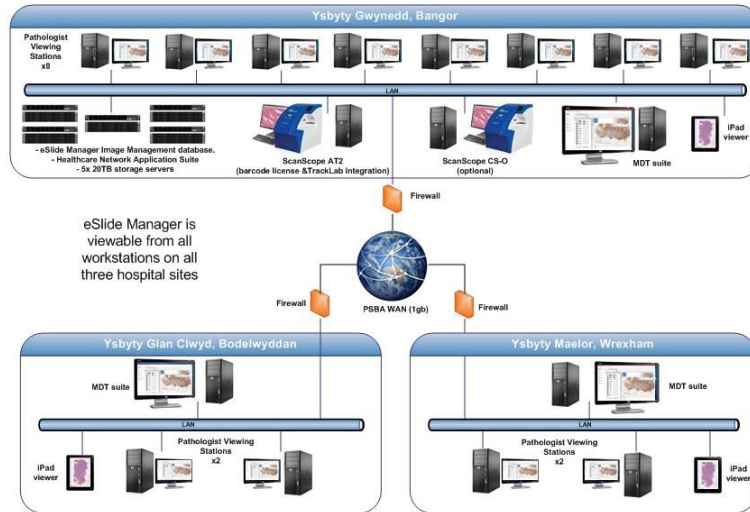 Ysbyty Gwynedd, Bangor
Pathologist
Viewing
Stations
x8
LAN
- eSlide Manager Image Management database.
- Healthcare Network Application Suite
- 5x 20TB storage servers
ScanScope AT2
(barcode license &TrackLab integration)
ScanScope CS-O
(optional)
MDT suite
iPad
viewer
Firewall
eSlide Manager is
viewable from all
workstations on all
three hospital sites
Firewall
PSBA WAN (1gb)
Firewall
Ysbyty Glan Clwyd, Bodelwyddan
MDT suite
LAN
Pathologist Viewing
Stations
x2
iPad
viewer
Ysbyty Maelor, Wrexham
MDT suite
LAN
Pathologist Viewing
Stations
x2
iPad
viewer